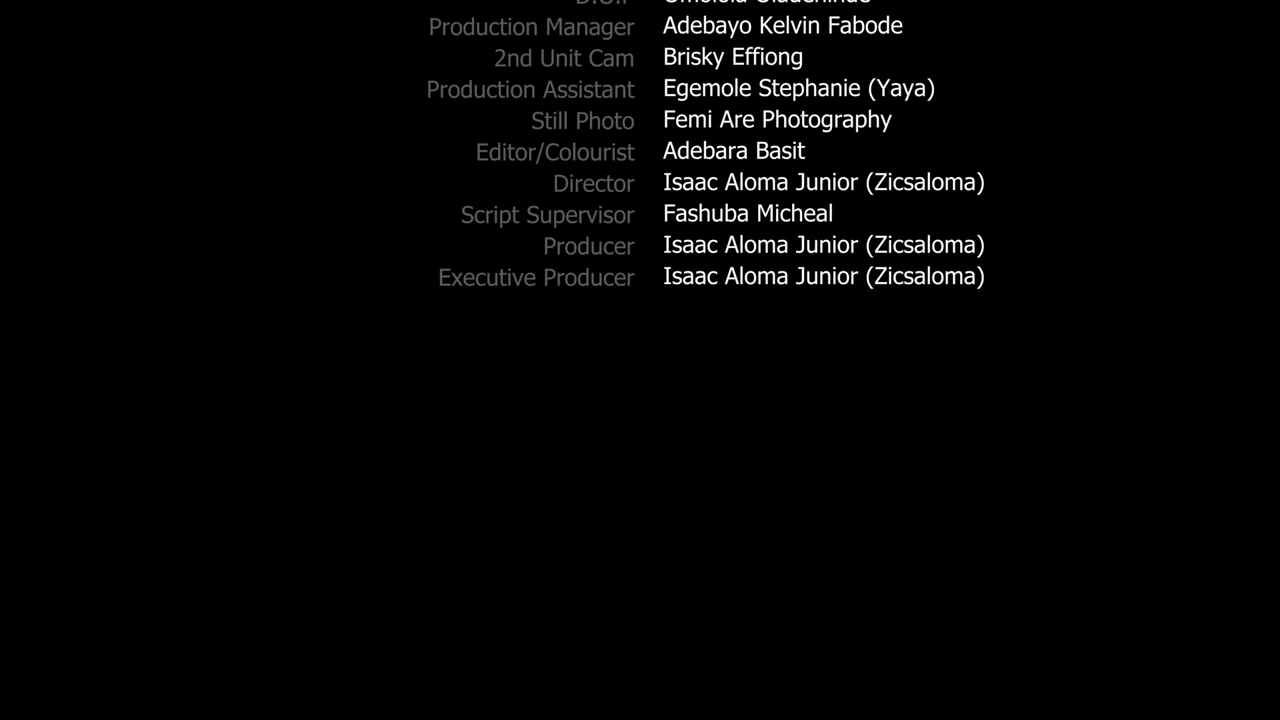 Production Manager Adebayo Kelvin Fabode
2nd Unit Cam Brisky Effiong
Production Assistant Egemole Stephanie (Yaya)
Still Photo Femi Are Photography
Editor/Colourist Adebara Basit
Director Isaac Aloma Junior (Zicsaloma)
Script Supervisor Fashuba Micheal
Producer Isaac Aloma Junior (Zicsaloma)
Executive Producer Isaac Aloma Junior (Zicsaloma)